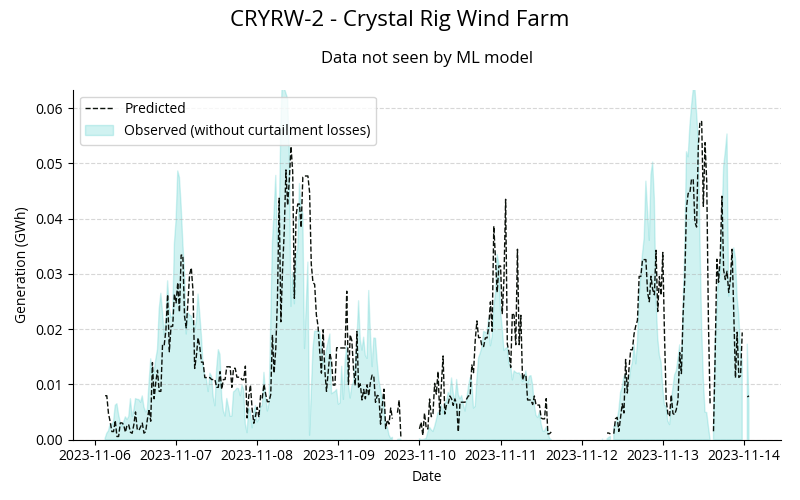 CRYRW-2 - Crystal Rig Wind Farm
Data not seen by ML model
Predicted
Observed (without curtailment losses)
Generation (GWh)
0.06
0.05
0.04
0.03
0.02
0.01
0.00
2023-11-06 2023-11-07 2023-11-08 2023-11-09 2023-11-10 2023-11-11 2023-11-12 2023-11-13 2023-11-14
Date